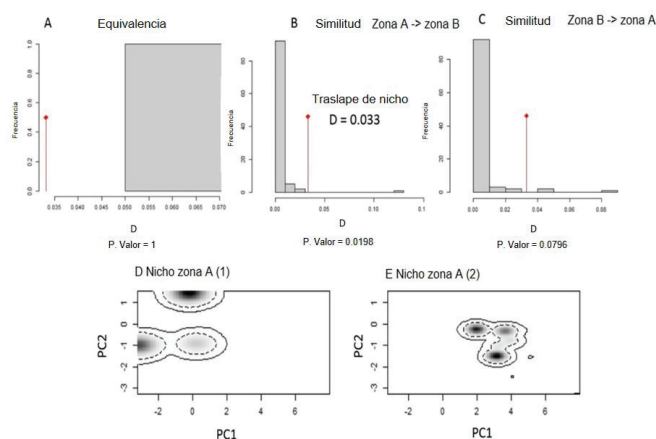 A Equivalencia
B Similitud Zona A -> zona B
C Similitud Zona B -> zona A
Frecuencia
1.0
0.8
0.6
0.4
0.2
0.0
0.035 0.040 0.045 0.050 0.055 0.060 0.065 0.070
D
P. Valor = 1
Frecuencia
80
60
40
20
0
Traslape de nicho
D = 0.033
0.00 0.05 0.10 0.1
D
P. Valor = 0.0198
Frecuencia
80
60
40
20
0
0.00 0.02 0.04 0.06 0.08
D
P. Valor = 0.0796
D Nicho zona A (1)
PC2
1
0
-1
-2
-3
-2 0 2 4 6
PC1
E Nicho zona A (2)
PC2
1
0
-1
-2
-3
-2 0 2 4 6
PC1